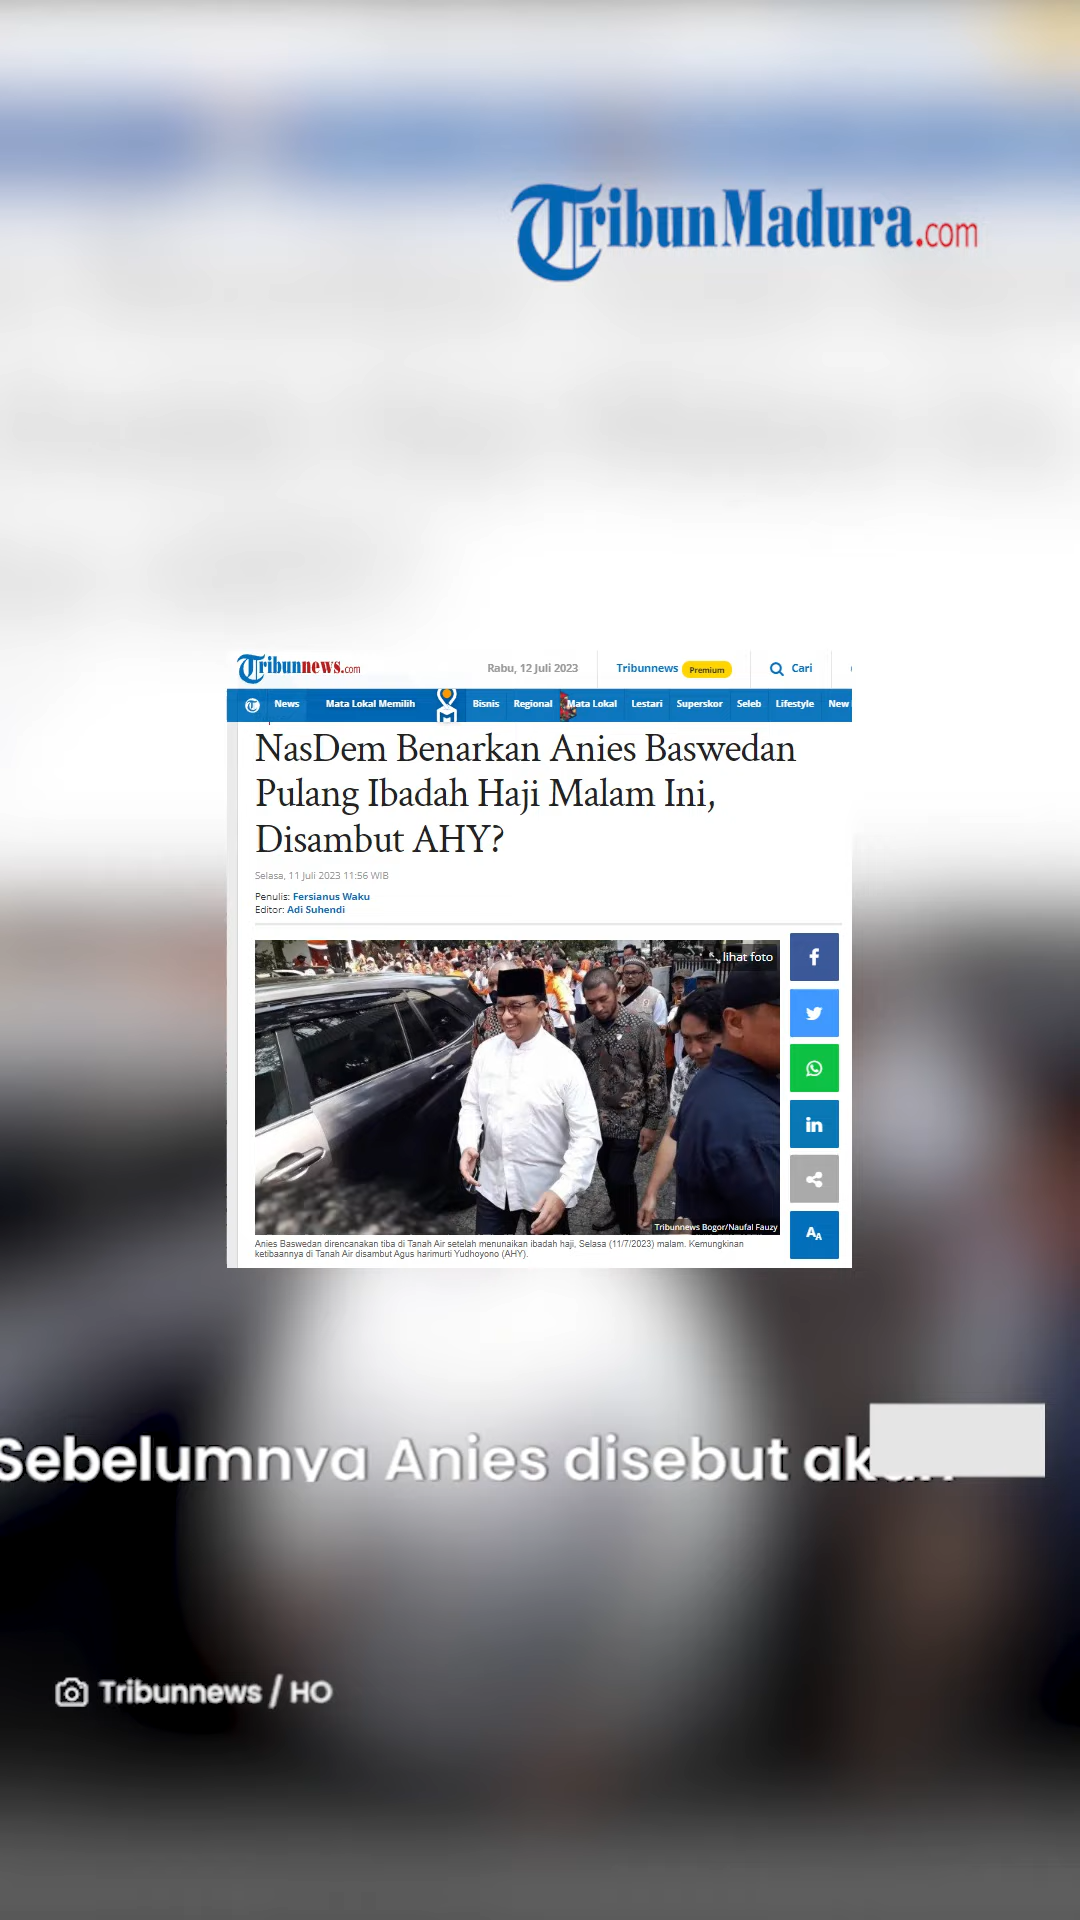 TribunMadura.com
Tribunnews.com
Rabu, 12 Juli 2023
Tribunnews Premium
Cari
News Mata Lokal Memilih Bisnis Regional Mata Lokal Lestari Superskor Seleb Lifestyle New
NasDem Benarkan Anies Baswedan
Pulang Ibadah Haji Malam Ini,
Disambut AHY?
Selasa, 11 Juli 2023 11:56 WIB
Penulis: Fersianus Waku
Editor: Adi Suhendi
lihat foto
Tribunnews Bogor/Naufal Fauzy
Anies Baswedan direncanakan tiba di Tanah Air setelah menunaikan ibadah haji, Selasa (11/7/2023) malam. Kemungkinan
ketibaannya di Tanah Air disambut Agus harimurti Yudhoyono (AHY).
Sebelumnya Anies disebut akan
Tribunnews / HO